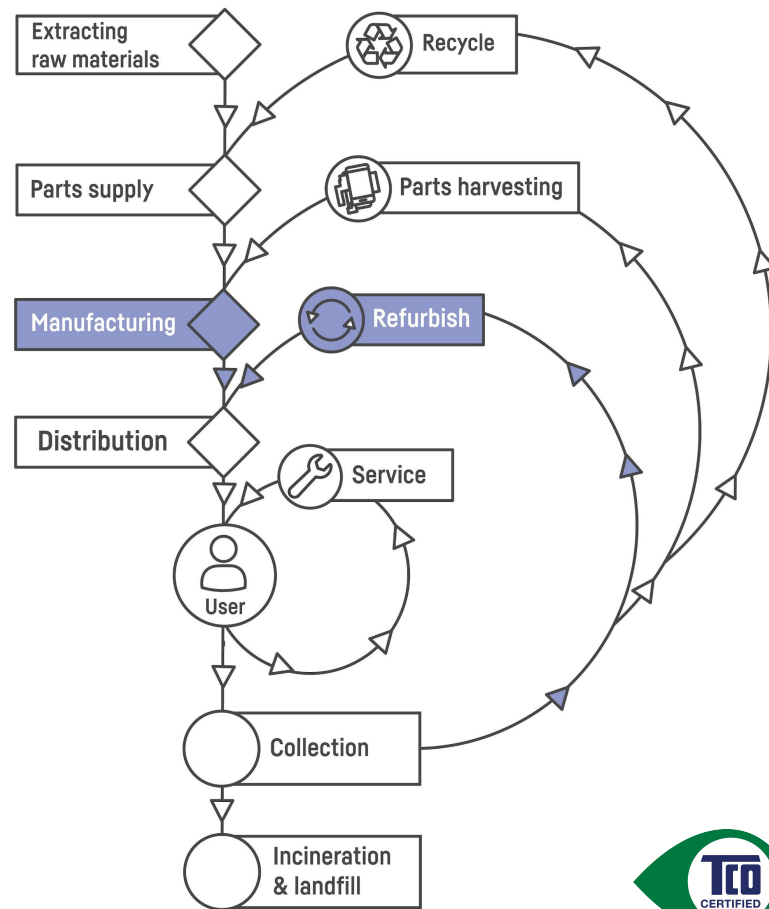 Extracting
raw materials
Recycle
Parts supply
Parts harvesting
Manufacturing
Refurbish
Distribution
Service
User
Collection
Incineration
& landfill
TCO
CERTIFIED